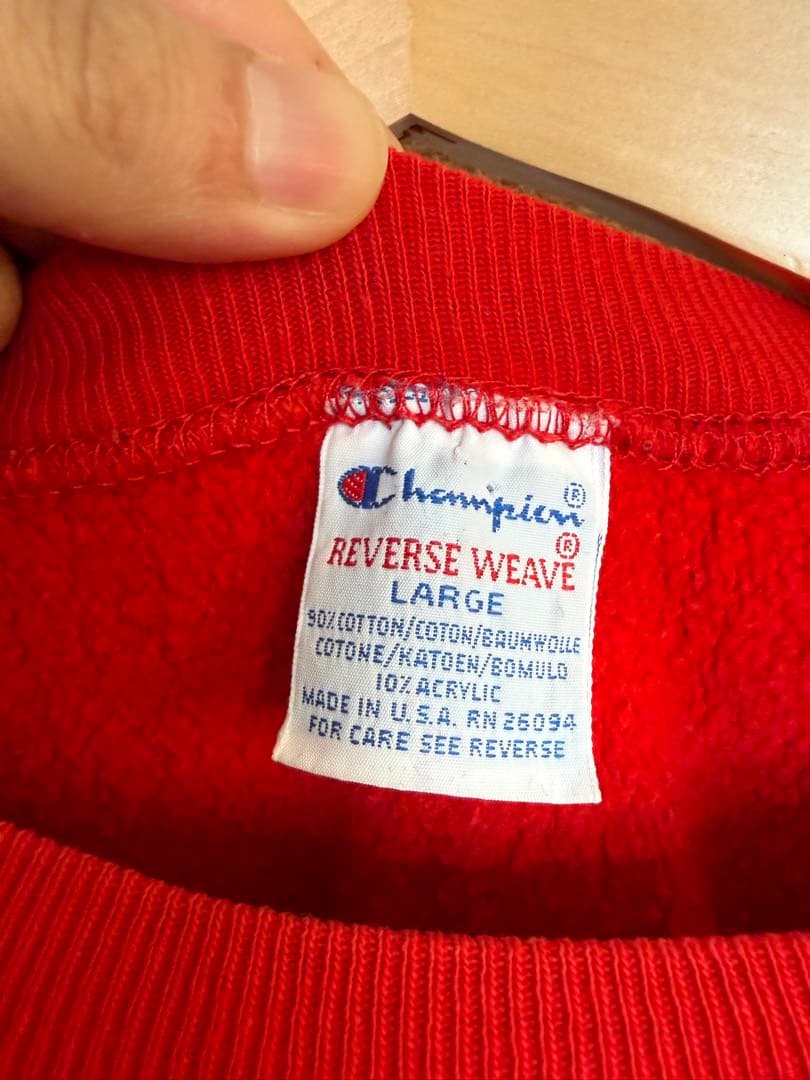 Champion®
REVERSE WEAVE®
LARGE
90% COTTON/COTON/BAUMWOLLE
COTONE/KATOEN/BOMULD
10% ACRYLIC
MADE IN U.S.A. RN 26094
FOR CARE SEE REVERSE